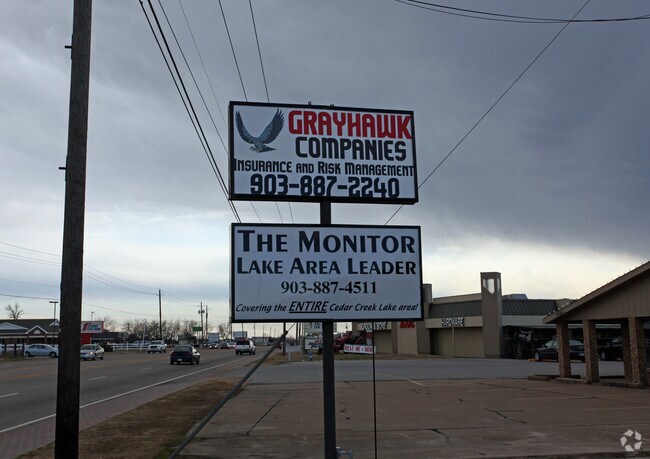 GRAYHAWK
COMPANIES
INSURANCE AND RISK MANAGEMENT
903-887-2240
THE MONITOR
LAKE AREA LEADER
903-887-4511
Covering the ENTIRE Cedar Creek Lake area!